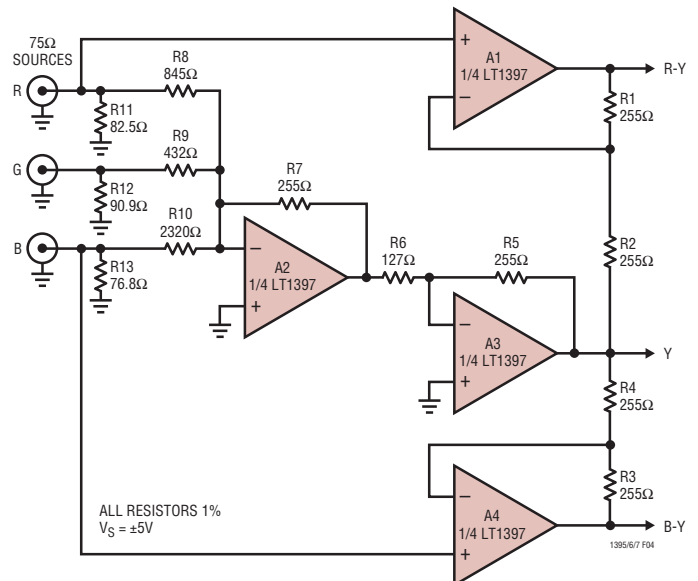 75Ω
SOURCES
R
R8
845Ω
R11
82.5Ω
G
R9
432Ω
R12
90.9Ω
B
R10
2320Ω
R13
76.8Ω
R7
255Ω
−
+
A2
1/4 LT1397
R6
127Ω
R5
255Ω
−
+
A3
1/4 LT1397
+
−
A1
1/4 LT1397
R-Y
R1
255Ω
R2
255Ω
Y
R4
255Ω
R3
255Ω
−
+
A4
1/4 LT1397
B-Y
ALL RESISTORS 1%
VS = ±5V
1395/6/7 F04